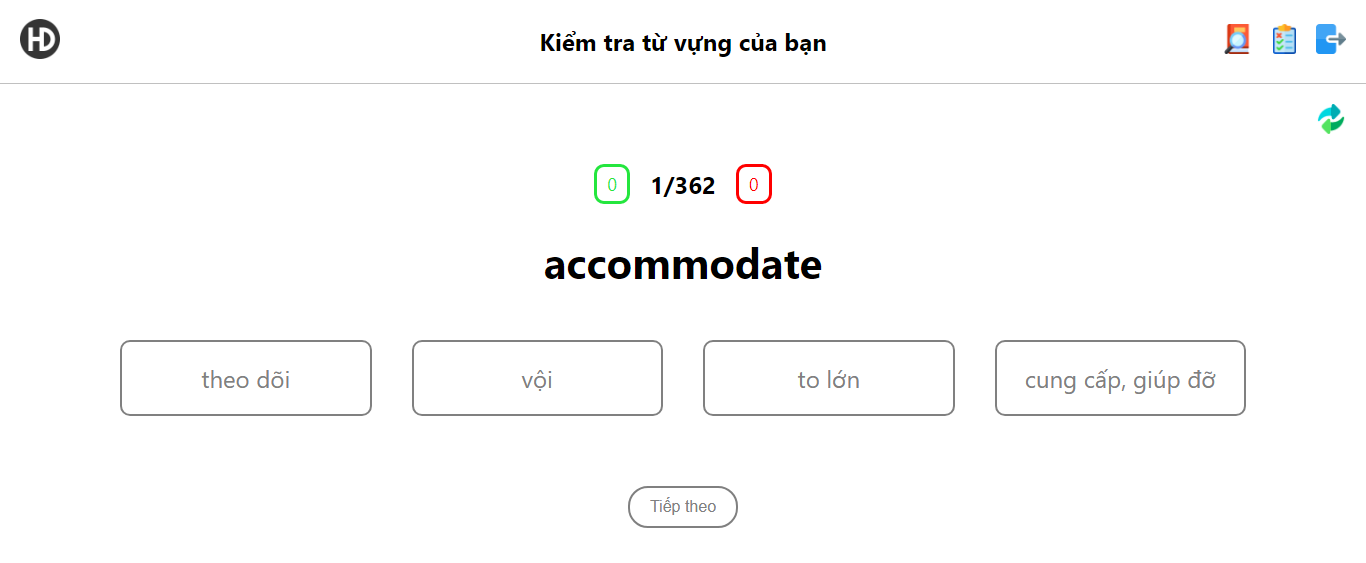 HD
Kiểm tra từ vựng của bạn
0 1/362 0
accommodate
theo dõi
vội
to lớn
cung cấp, giúp đỡ
Tiếp theo